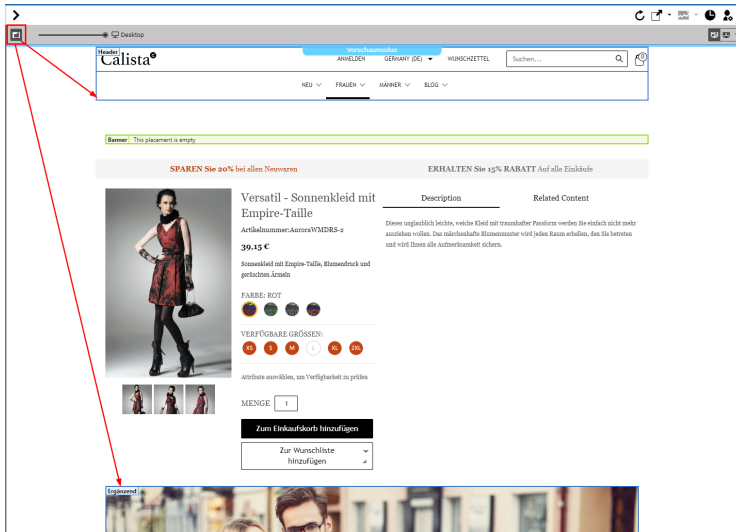 Desktop
Vorschaumodus
Header
Calista
ANMELDEN
GERMANY (DE)
WUNSCHZETTEL
Suchen...
0
NEU
FRAUEN
MÄNNER
BLOG
Banner
This placement is empty
SPAREN Sie 20% bei allen Neuwaren
ERHALTEN Sie 15% RABATT Auf alle Einkäufe
Versatil - Sonnenkleid mit
Empire-Taille
Artikelnummer:AuroraWMDRS-2
39,15 €
Sonnenkleid mit Empire-Taille, Blumendruck und
gerüschten Ärmeln
FARBE: ROT
VERFÜGBARE GRÖSSEN:
XS
S
M
L
XL
2XL
Attribute auswählen, um Verfügbarkeit zu prüfen
MENGE
1
Zum Einkaufskorb hinzufügen
Zur Wunschliste
hinzufügen
Description
Related Content
Dieses unglaublich leichte, weiche Kleid mit traumhafter Passform werden Sie einfach nicht mehr
ausziehen wollen. Das märchenhafte Blumenmuster wird jeden Raum erhellen, den Sie betreten
und wird Ihnen alle Aufmerksamkeit sichern.
Ergänzend